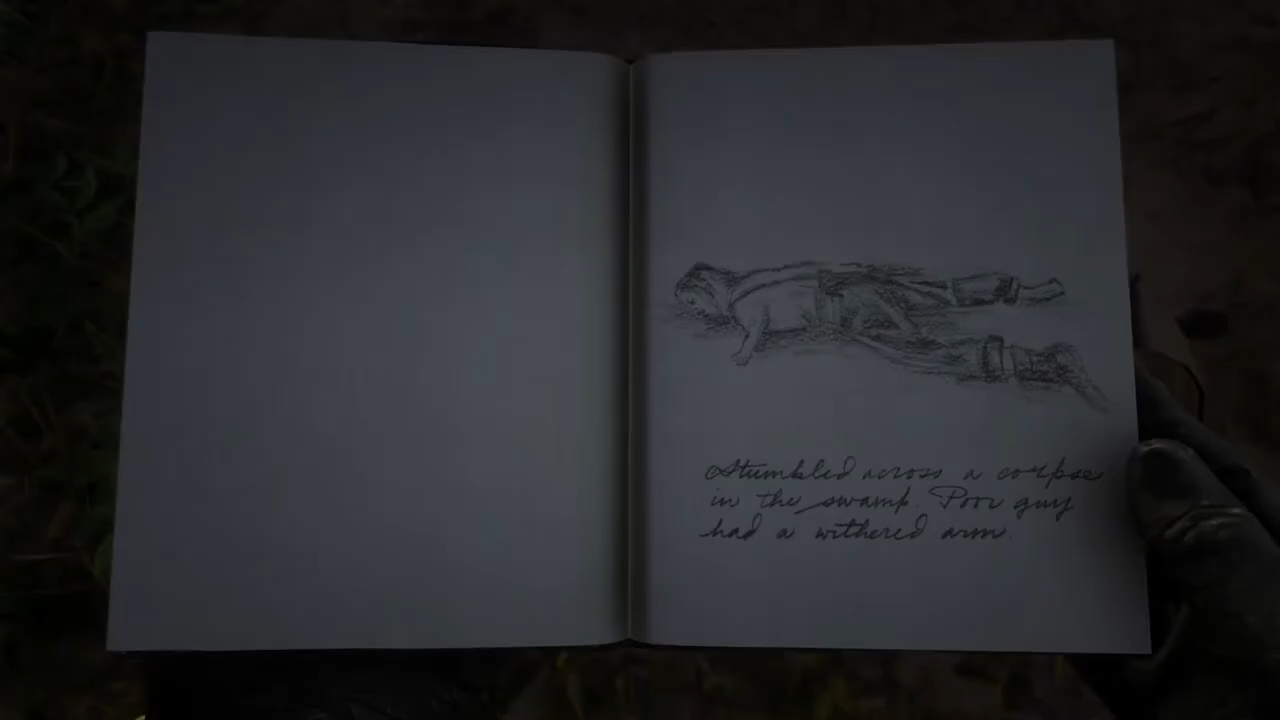 Stumbled across a corpse
in the swamp. Poor guy
had a withered arm.